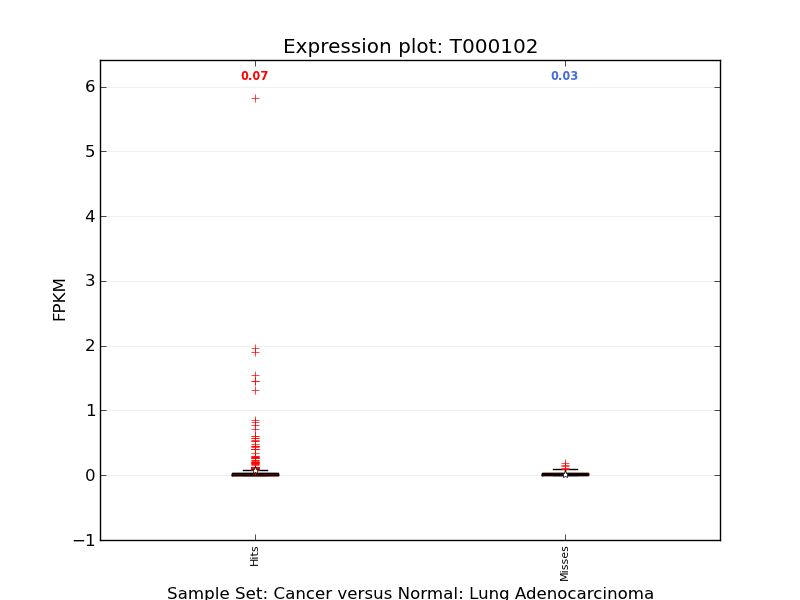 Expression plot: T000102
0.07
0.03
6
5
4
3
2
1
0
−1
FPKM
Hits
Misses
Sample Set: Cancer versus Normal: Lung Adenocarcinoma